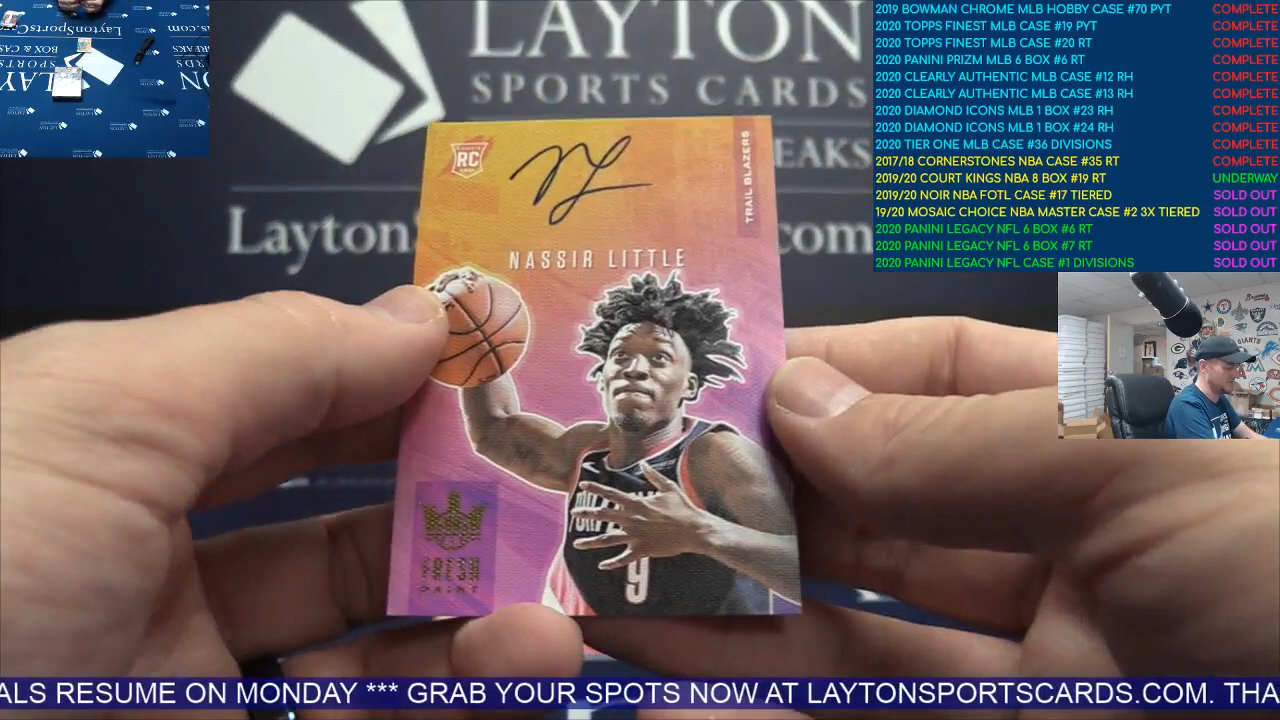 LAYTON
SPORTS CARDS
EAKS
Layton
com
RC
TRAIL BLAZERS
NASSIR LITTLE
9
FRESH
PAINT
2019 BOWMAN CHROME MLB HOBBY CASE #70 PYT COMPLETE
2020 TOPPS FINEST MLB CASE #19 PYT COMPLETE
2020 TOPPS FINEST MLB CASE #20 RT COMPLETE
2020 PANINI PRIZM MLB 6 BOX #6 RT COMPLETE
2020 CLEARLY AUTHENTIC MLB CASE #12 RH COMPLETE
2020 CLEARLY AUTHENTIC MLB CASE #13 RH COMPLETE
2020 DIAMOND ICONS MLB 1 BOX #23 RH COMPLETE
2020 DIAMOND ICONS MLB 1 BOX #24 RH COMPLETE
2020 TIER ONE MLB CASE #36 DIVISIONS COMPLETE
2017/18 CORNERSTONES NBA CASE #35 RT COMPLETE
2019/20 COURT KINGS NBA 8 BOX #19 RT UNDERWAY
2019/20 NOIR NBA FOTL CASE #17 TIERED SOLD OUT
19/20 MOSAIC CHOICE NBA MASTER CASE #2 3X TIERED SOLD OUT
2020 PANINI LEGACY NFL 6 BOX #6 RT SOLD OUT
2020 PANINI LEGACY NFL 6 BOX #7 RT SOLD OUT
2020 PANINI LEGACY NFL CASE #1 DIVISIONS SOLD OUT
ALS RESUME ON MONDAY *** GRAB YOUR SPOTS NOW AT LAYTONSPORTSCARDS.COM. THA